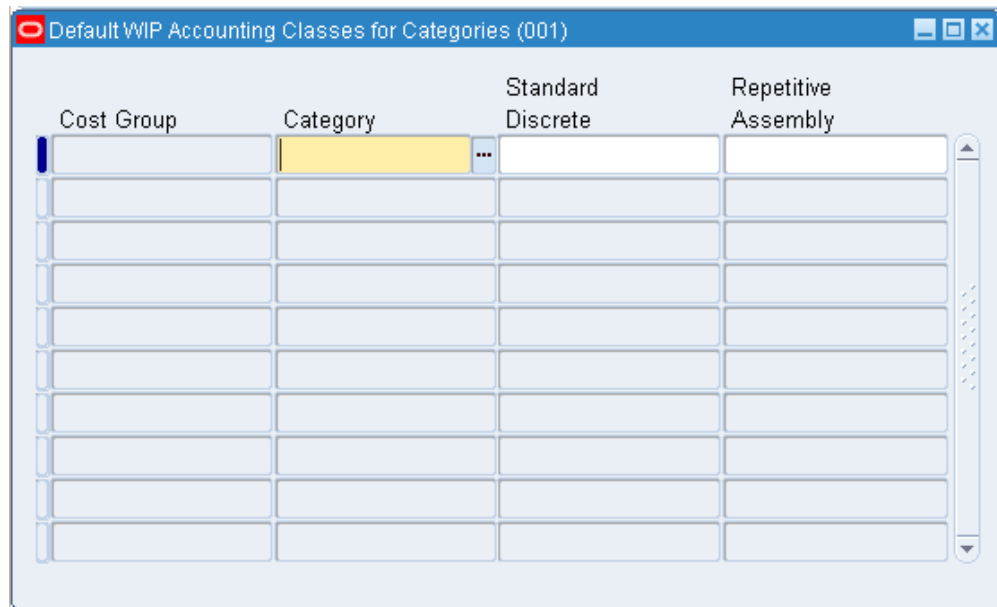 Default WIP Accounting Classes for Categories (001)
Cost Group Category Standard Discrete Repetitive Assembly